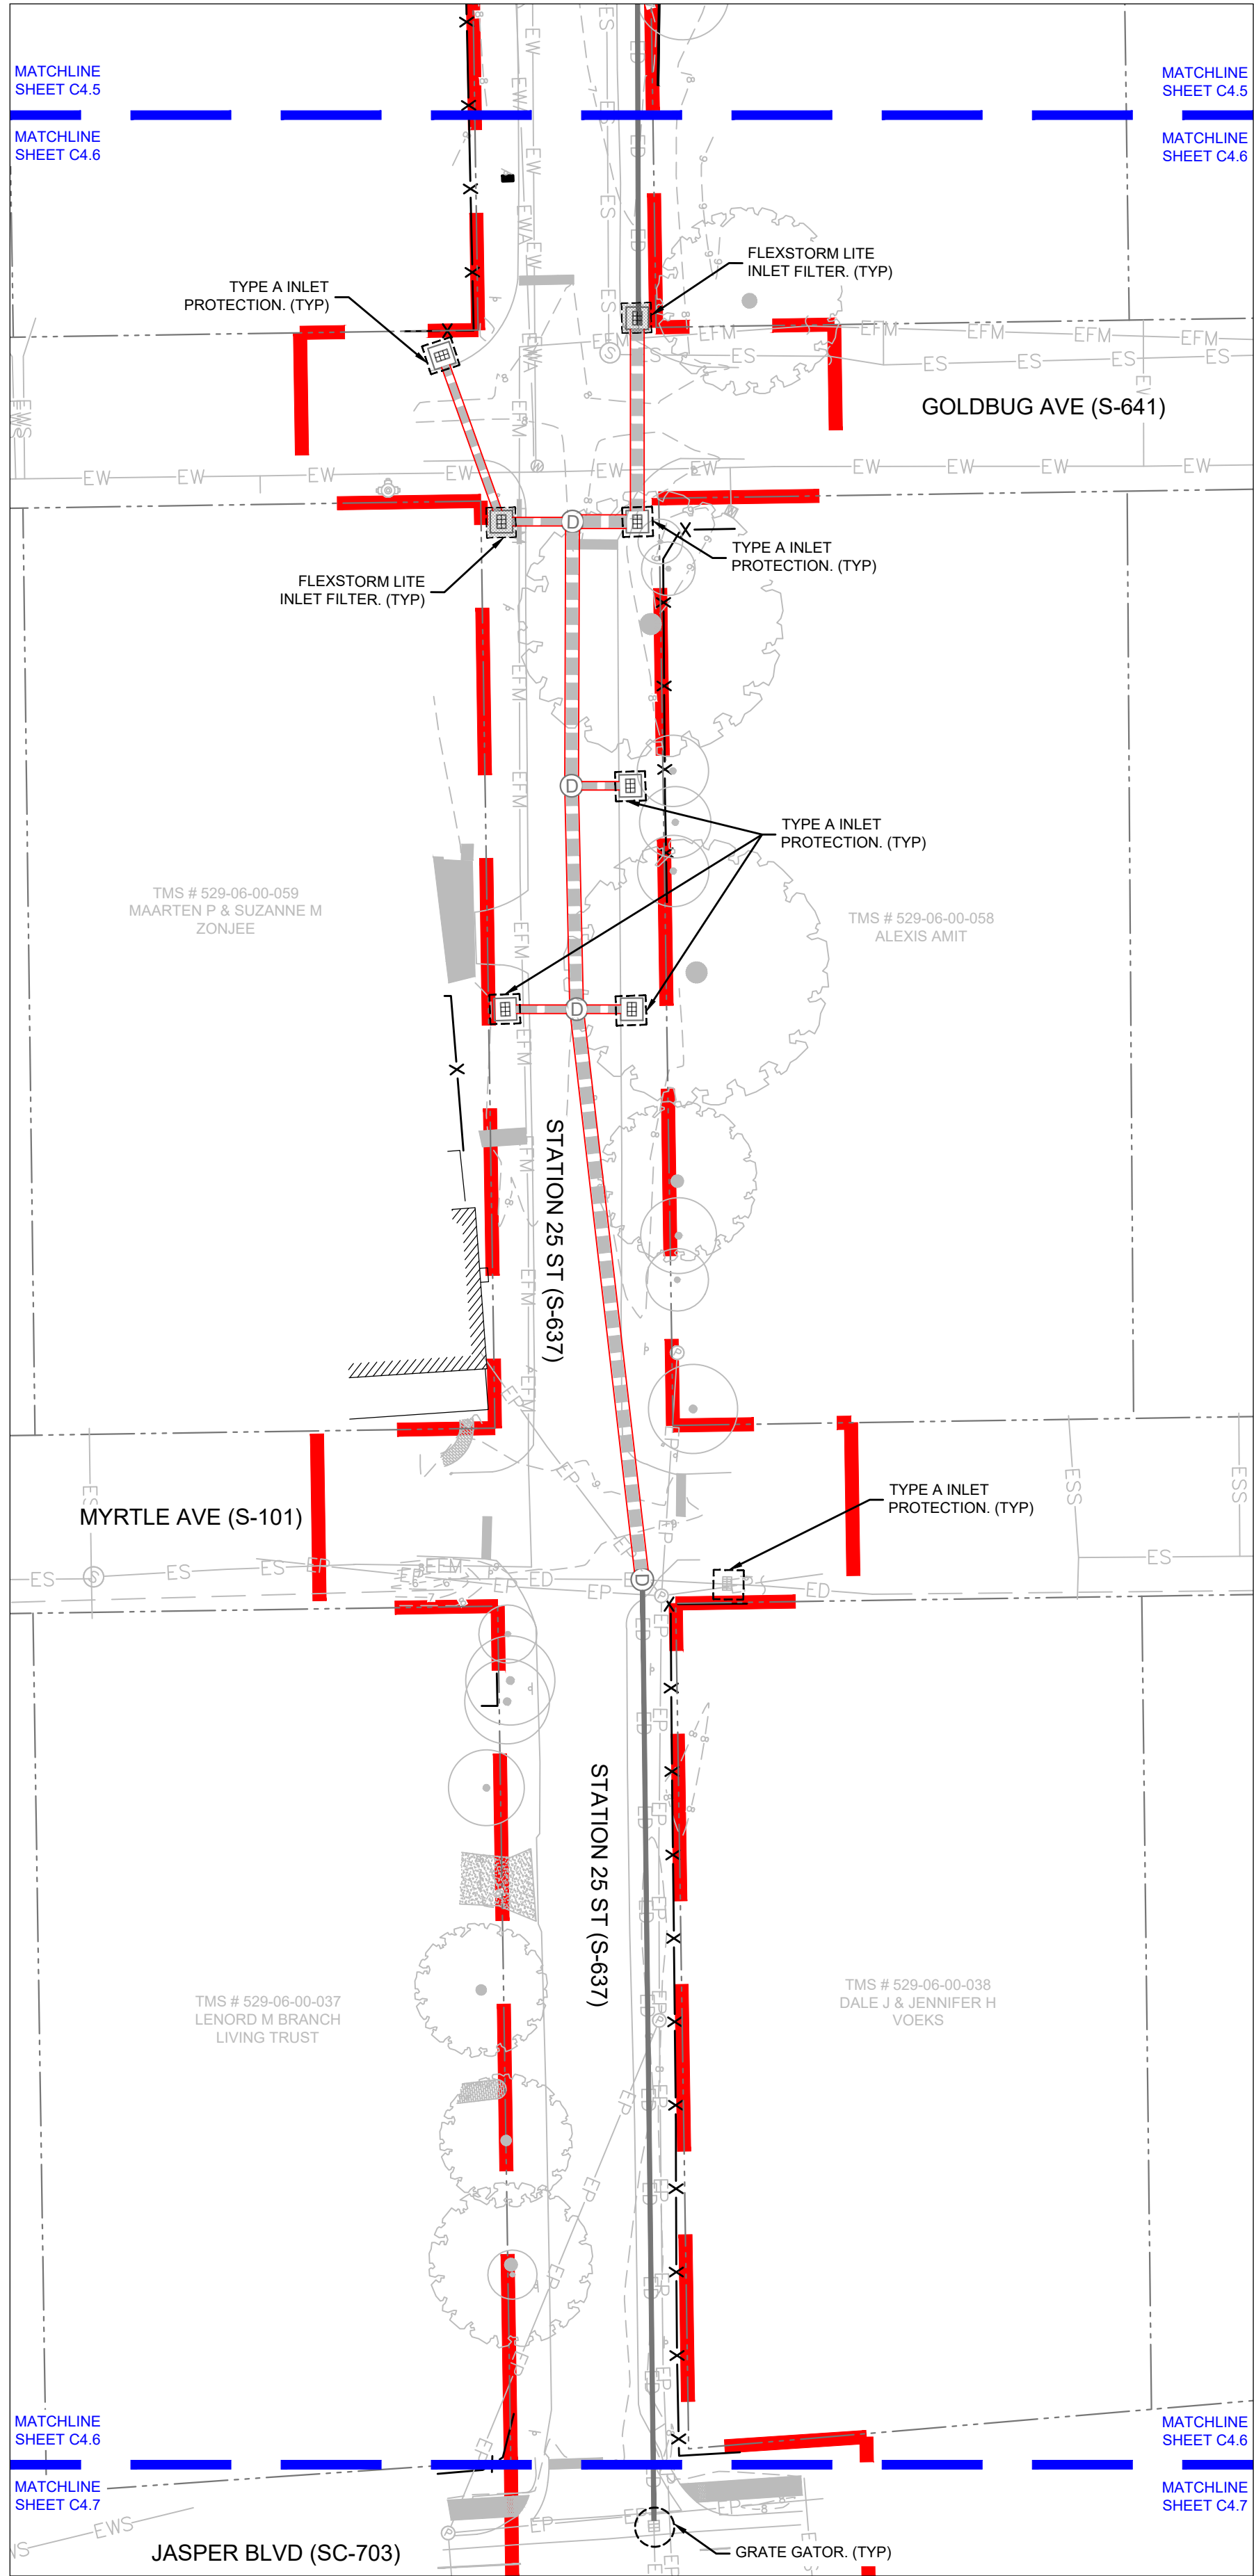 MATCHLINE
SHEET C4.5
MATCHLINE
SHEET C4.5
MATCHLINE
SHEET C4.6
MATCHLINE
SHEET C4.6
FLEXSTORM LITE
INLET FILTER. (TYP)
TYPE A INLET
PROTECTION. (TYP)
GOLDBUG AVE (S-641)
TYPE A INLET
PROTECTION. (TYP)
FLEXSTORM LITE
INLET FILTER. (TYP)
TYPE A INLET
PROTECTION. (TYP)
TMS # 529-06-00-059
MAARTEN P & SUZANNE M
ZONJEE
TMS # 529-06-00-058
ALEXIS AMIT
STATION 25 ST (S-637)
TYPE A INLET
PROTECTION. (TYP)
MYRTLE AVE (S-101)
STATION 25 ST (S-637)
TMS # 529-06-00-037
LENORD M BRANCH
LIVING TRUST
TMS # 529-06-00-038
DALE J & JENNIFER H
VOEKS
MATCHLINE
SHEET C4.6
MATCHLINE
SHEET C4.6
MATCHLINE
SHEET C4.7
MATCHLINE
SHEET C4.7
EWS
JASPER BLVD (SC-703)
GRATE GATOR. (TYP)